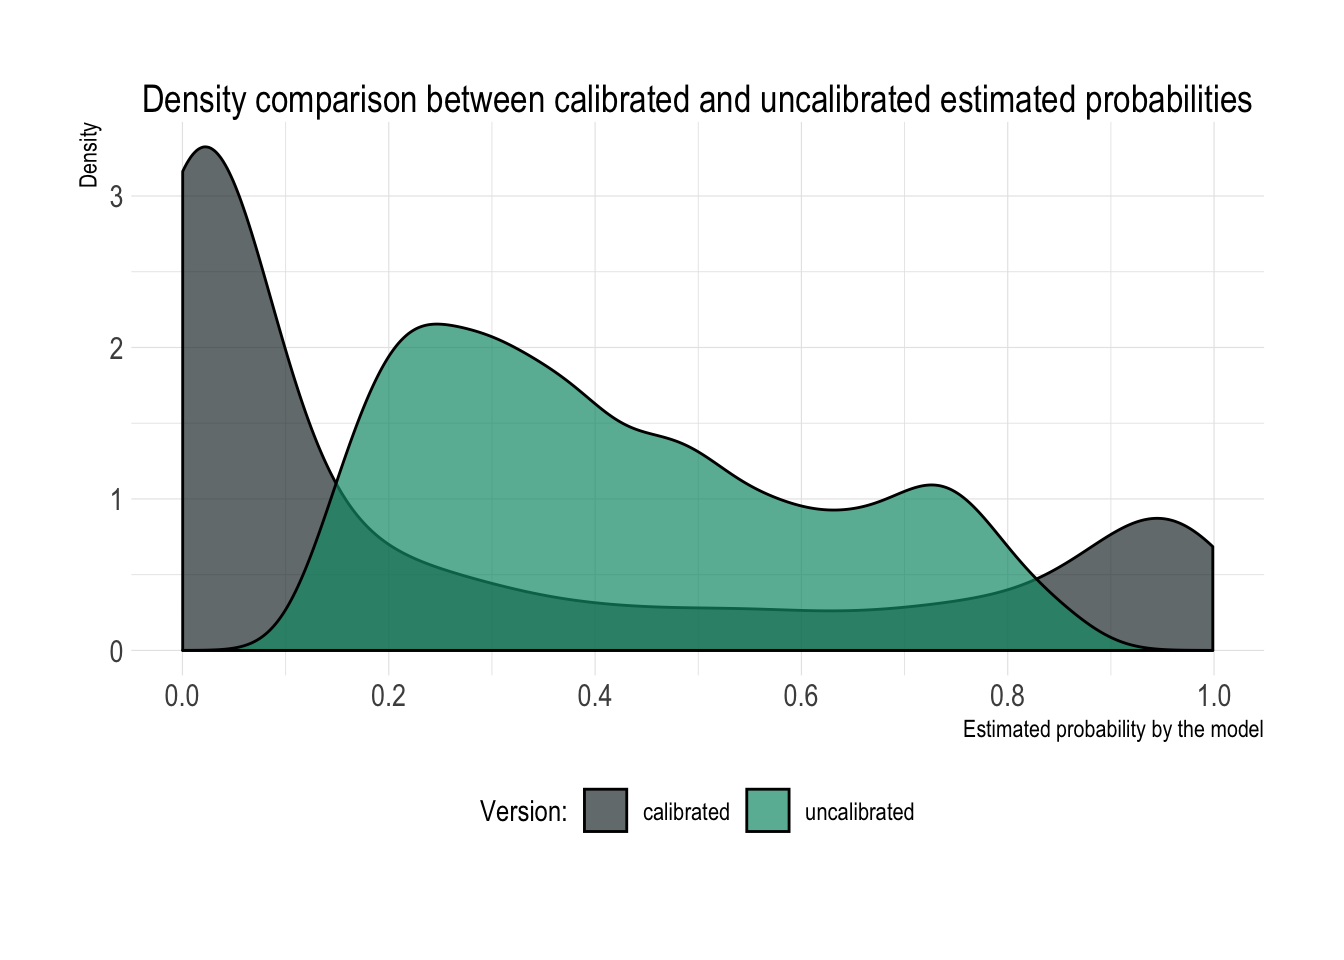 Density comparison between calibrated and uncalibrated estimated probabilities
Density
3
2
1
0
0.0 0.2 0.4 0.6 0.8 1.0
Estimated probability by the model
Version: calibrated uncalibrated